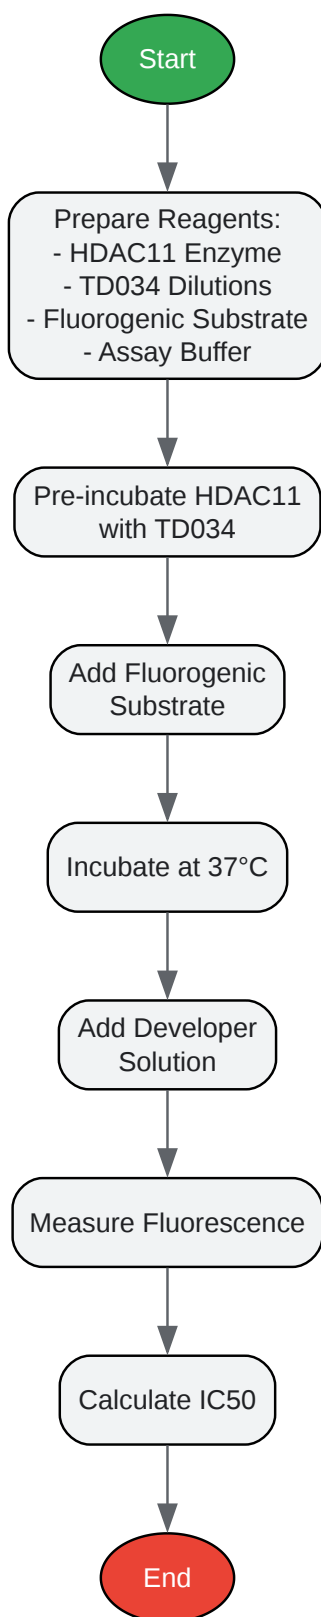 Start
Prepare Reagents:
- HDAC11 Enzyme
- TD034 Dilutions
- Fluorogenic Substrate
- Assay Buffer
Pre-incubate HDAC11
with TD034
Add Fluorogenic
Substrate
Incubate at 37°C
Add Developer
Solution
Measure Fluorescence
Calculate IC50
End